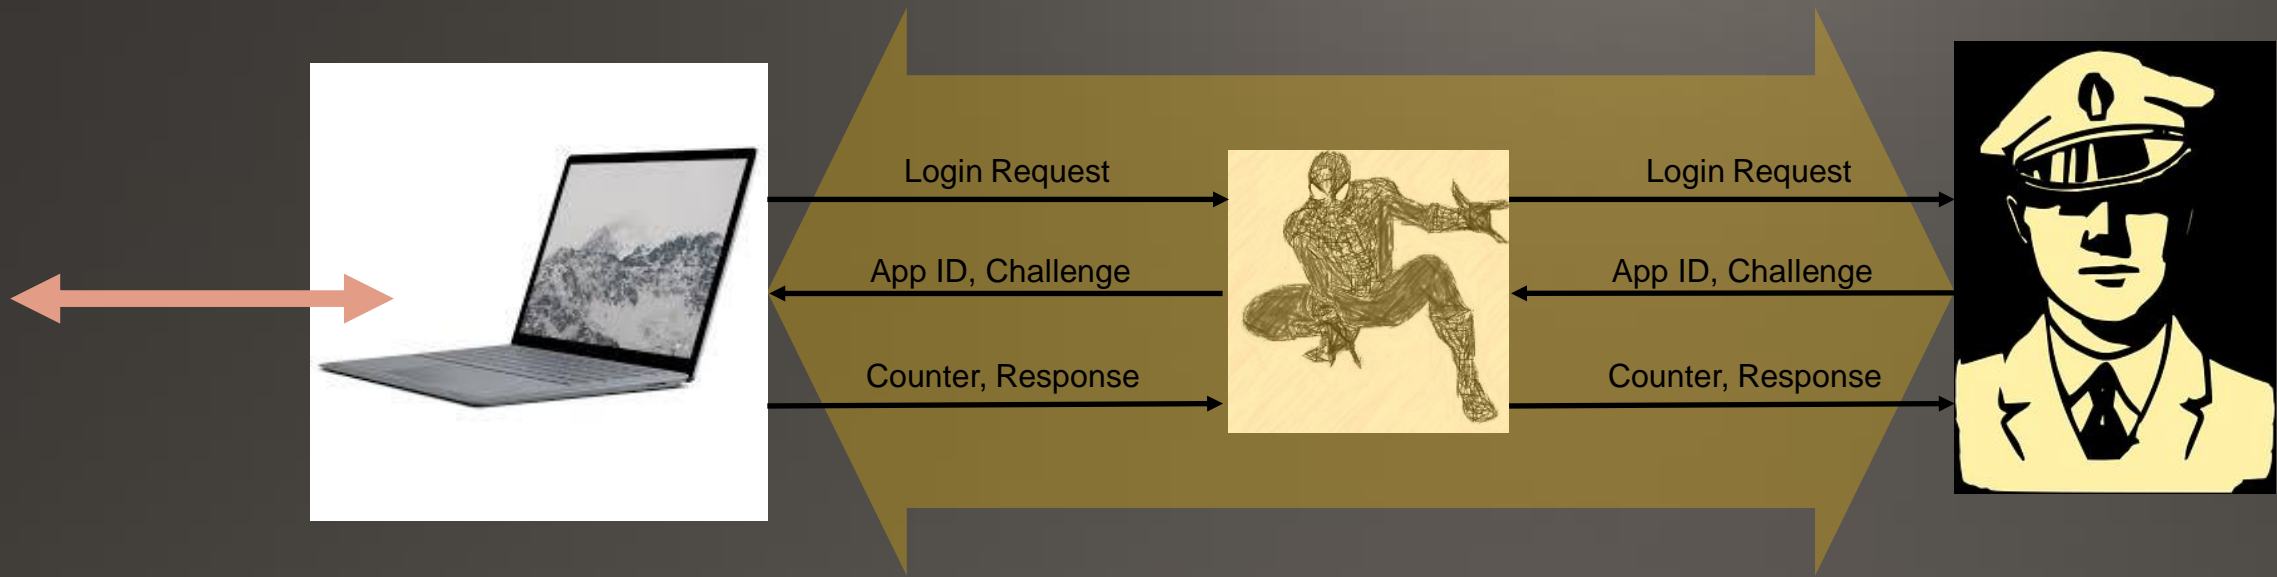 Login Request
Login Request
App ID, Challenge
App ID, Challenge
Counter, Response
Counter, Response